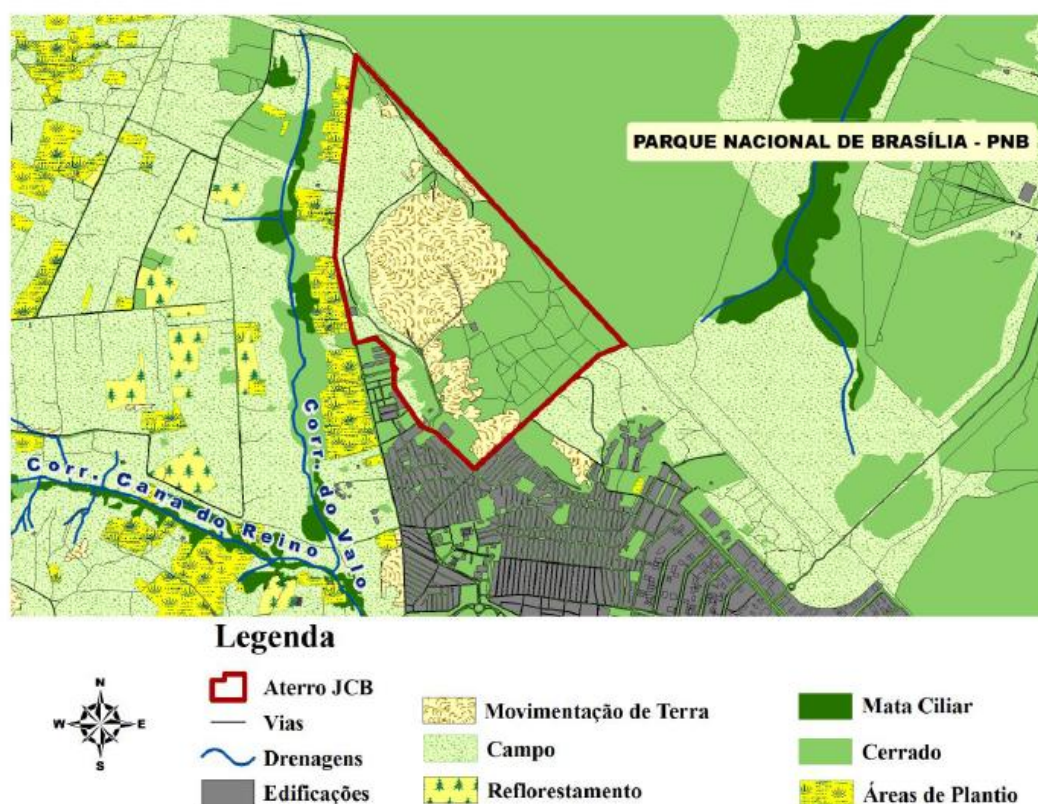 PARQUE NACIONAL DE BRASÍLIA - PNB
Corr. do Valo
Corr. Cana do Reino
Legenda
N
W E
S
Aterro JCB
Vias
Drenagens
Edificações
Movimentação de Terra
Campo
Reflorestamento
Mata Ciliar
Cerrado
Áreas de Plantio